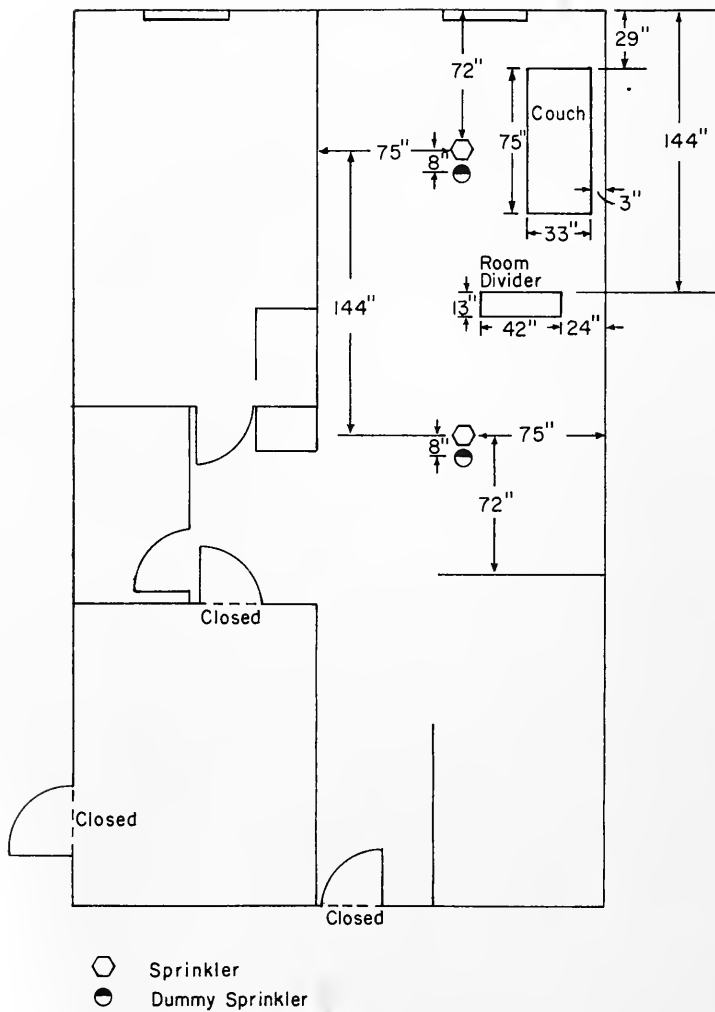 29"
72"
Couch
75"
144"
75"
8"
3"
33"
Room
Divider
144"
13"
42"
24"
75"
8"
72"
Closed
Closed
Closed
Sprinkler
Dummy Sprinkler